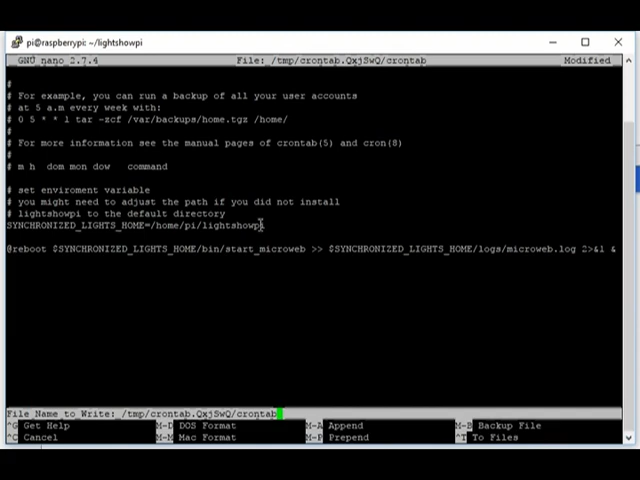 pi@raspberrypi: ~/lightshowpi
GNU nano 2.7.4 File: /tmp/crontab.QxjSwQ/crontab Modified
#
# For example, you can run a backup of all your user accounts
# at 5 a.m every week with:
# 0 5 * * 1 tar -zcf /var/backups/home.tgz /home/
#
# For more information see the manual pages of crontab(5) and cron(8)
#
# m h  dom mon dow   command
# set enviroment variable
# you might need to adjust the path if you did not install
# lightshowpi to the default directory
SYNCHRONIZED_LIGHTS_HOME=/home/pi/lightshowpi
@reboot $SYNCHRONIZED_LIGHTS_HOME/bin/start_microweb >> $SYNCHRONIZED_LIGHTS_HOME/logs/microweb.log 2>&1 &
File Name to Write: /tmp/crontab.QxjSwQ/crontab
^G Get Help M-D DOS Format M-A Append M-B Backup File
^C Cancel M-M Mac Format M-P Prepend ^T To Files